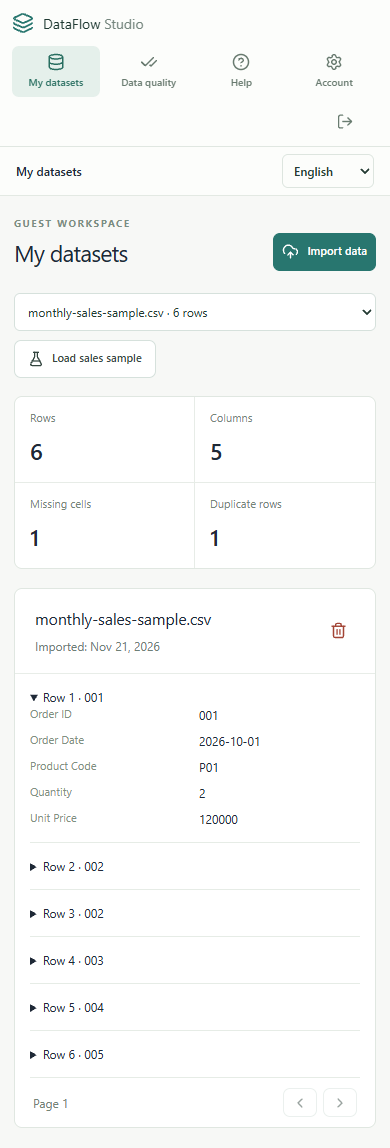 DataFlow Studio
My datasets
Data quality
Help
Account
My datasets
English
GUEST WORKSPACE
My datasets
Import data
monthly-sales-sample.csv · 6 rows
Load sales sample
Rows
6
Columns
5
Missing cells
1
Duplicate rows
1
monthly-sales-sample.csv
Imported: Nov 21, 2026
Row 1 · 001
Order ID 001
Order Date 2026-10-01
Product Code P01
Quantity 2
Unit Price 120000
Row 2 · 002
Row 3 · 002
Row 4 · 003
Row 5 · 004
Row 6 · 005
Page 1